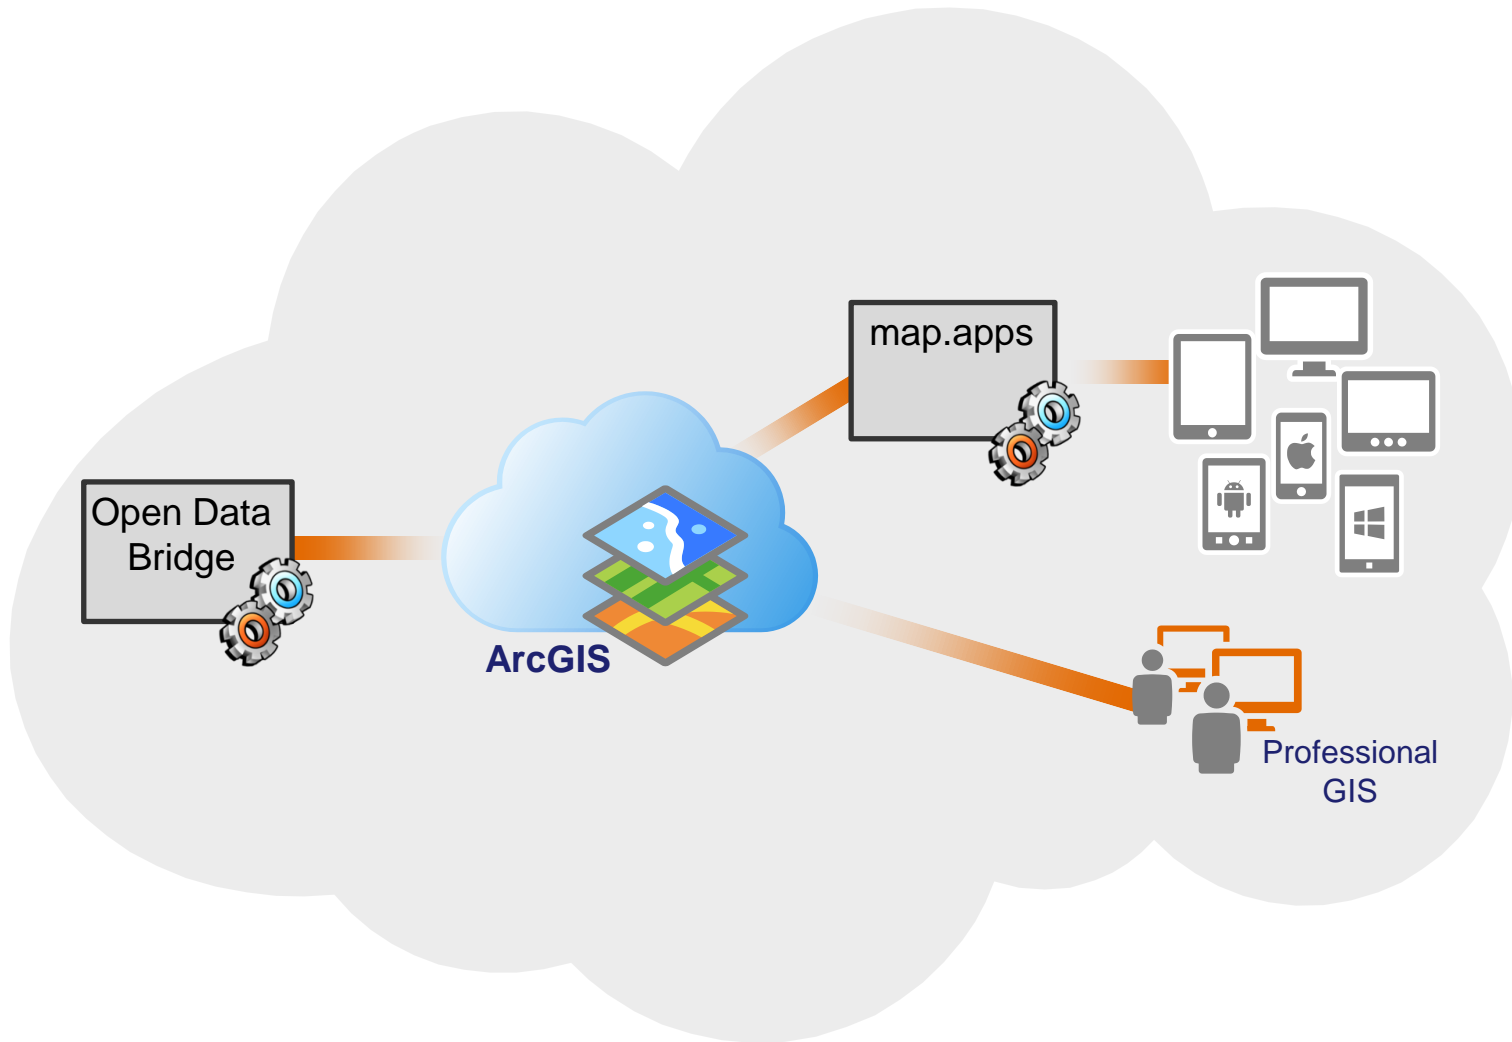 map.apps
Open Data
Bridge
ArcGIS
Professional
GIS